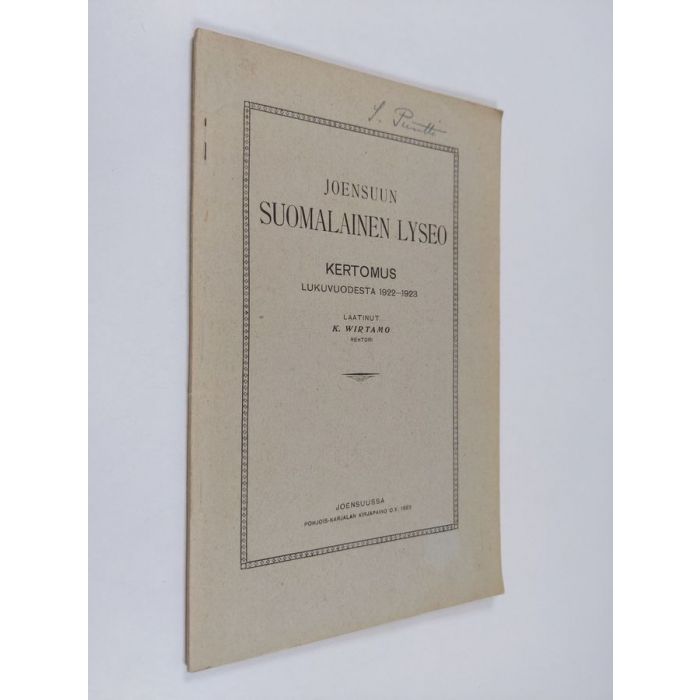 JOENSUUN
SUOMALAINEN LYSEO
KERTOMUS
LUKUVUODESTA 1922–1923
LAATINUT
K. WIRTAMO
REHTORI
JOENSUUSSA
POHJOIS-KARJALAN KIRJAPAINO O.Y. 1923